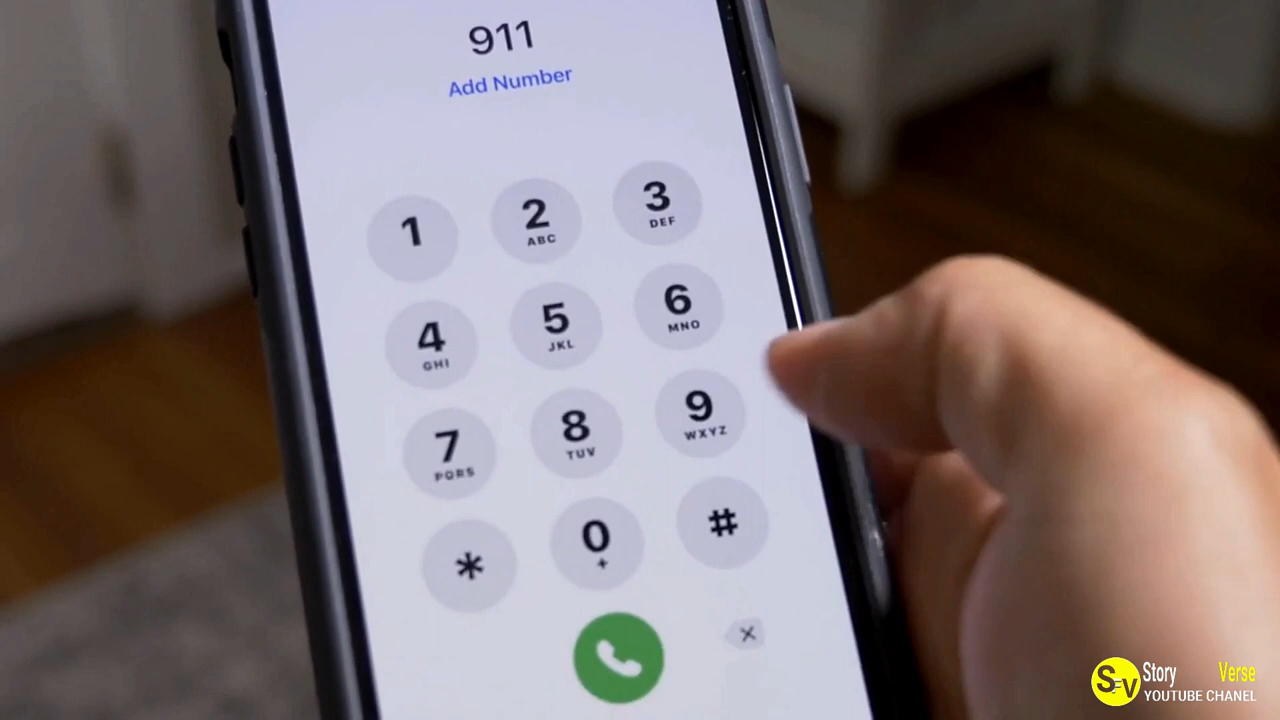 911
Add Number
1
2
ABC
3
DEF
4
GHI
5
JKL
6
MNO
7
PQRS
8
TUV
9
WXYZ
*
0
+
#
SEV
Story Verse
YOUTUBE CHANEL